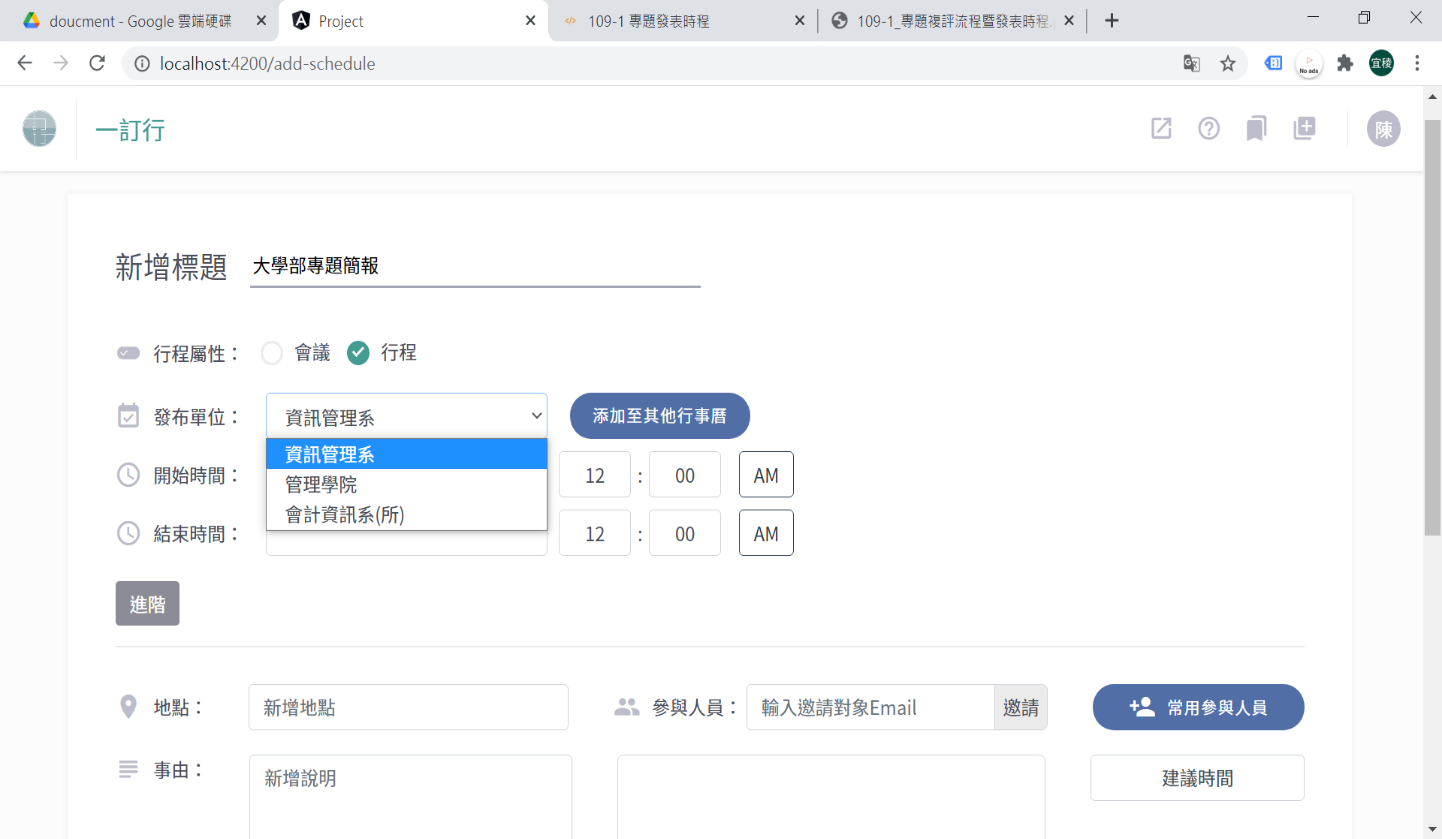 doucment - Google 雲端硬碟
Project
109-1 專題發表時程
109-1_專題複評流程暨發表時程.
localhost:4200/add-schedule
No ads
宜稜
一訂行
陳
新增標題 大學部專題簡報
行程屬性： 會議 行程
發布單位： 資訊管理系 添加至其他行事曆
資訊管理系
管理學院
會計資訊系(所)
開始時間： 12 : 00 AM
結束時間： 12 : 00 AM
進階
地點： 新增地點 參與人員： 輸入邀請對象Email 邀請 常用參與人員
事由： 新增說明 建議時間